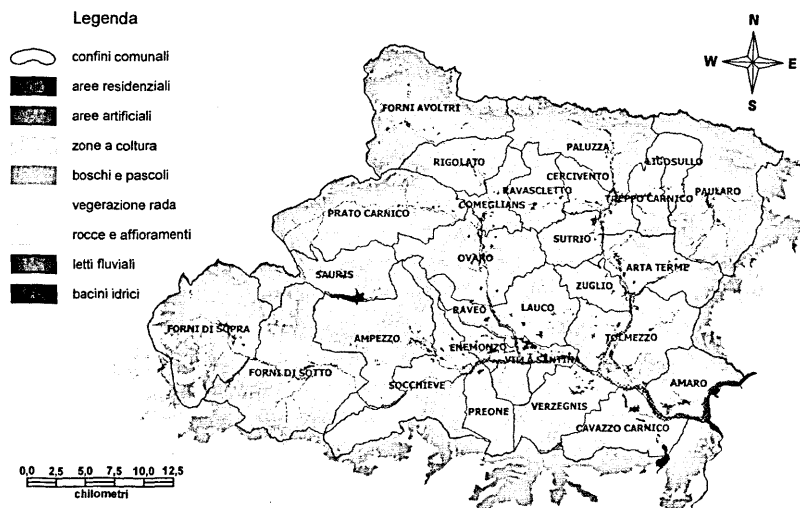 Legenda
confini comunali
aree residenziali
aree artificiali
zone a coltura
boschi e pascoli
vegerazione rada
rocce e affioramenti
letti fluviali
bacini idrici
N
W E
S
FORNI AVOLTRI
PALUZZA
RIGOLATO
LIGOSULLO
CERCIVENTO
RAVASCLETTO
PAULARO
TREPPO CARNICO
COMEGLIANS
PRATO CARNICO
SUTRIO
OVARO
ARTA TERME
SAURIS
ZUGLIO
RAVEO
LAUCO
FORNI DI SOPRA
AMPEZZO
TOLMEZZO
ENEMONZO
VILLA SANTINA
FORNI DI SOTTO
SOCCHIEVE
AMARO
PREONE
VERZEGNIS
CAVAZZO CARNICO
0,0 2,5 5,0 7,5 10,0 12,5
chilometri